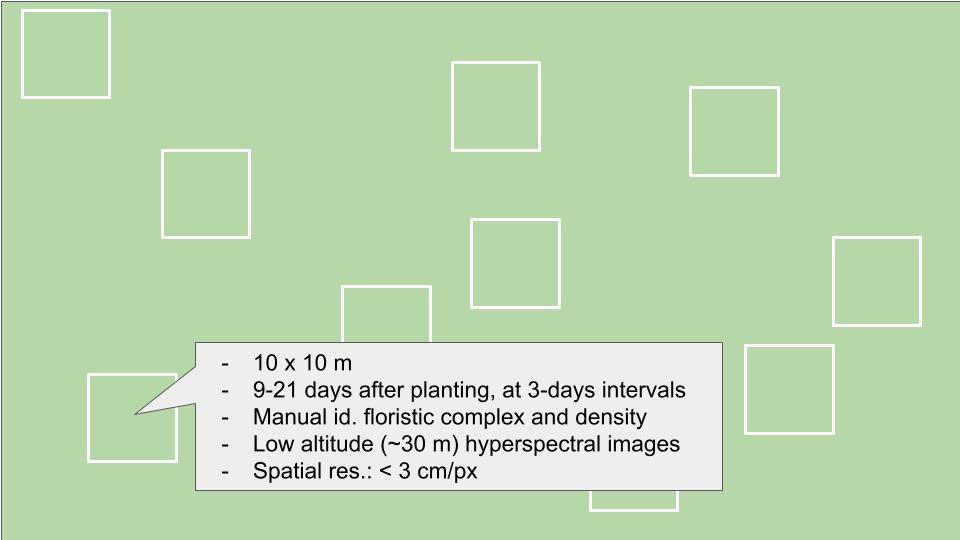 - 10 x 10 m
- 9-21 days after planting, at 3-days intervals
- Manual id. floristic complex and density
- Low altitude (~30 m) hyperspectral images
- Spatial res.: < 3 cm/px